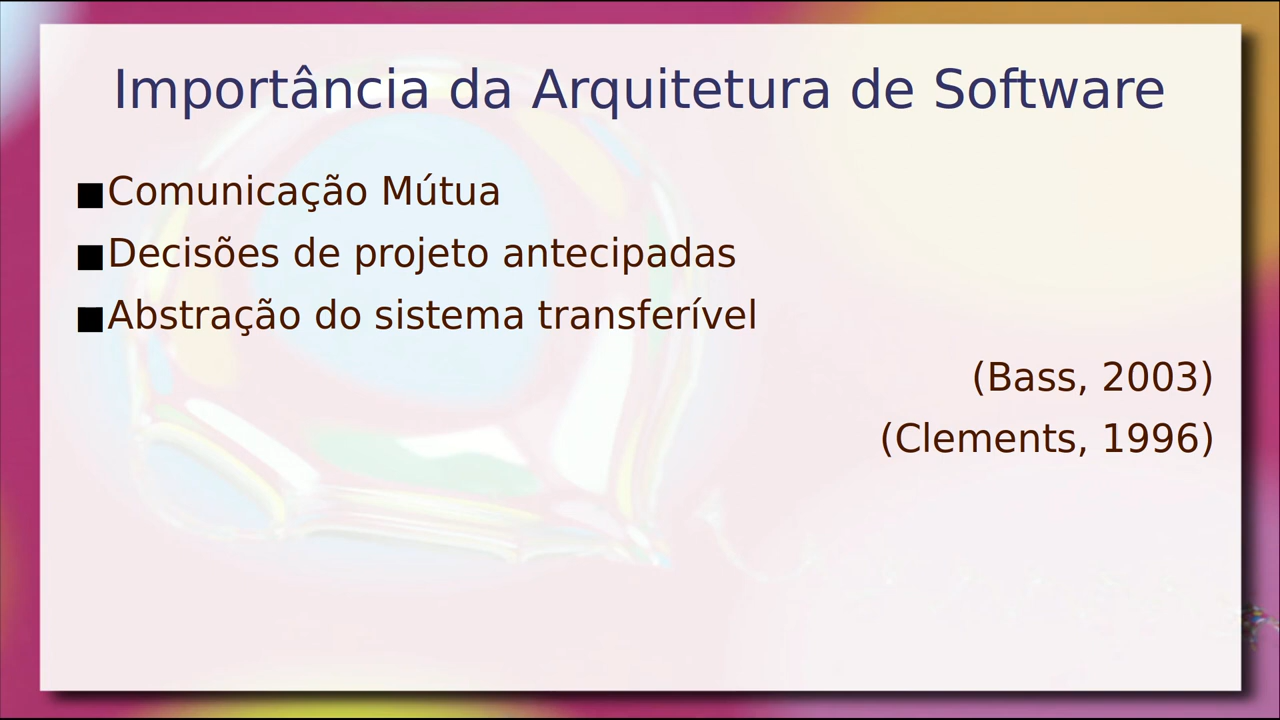 Importância da Arquitetura de Software
■Comunicação Mútua
■Decisões de projeto antecipadas
■Abstração do sistema transferível
(Bass, 2003)
(Clements, 1996)